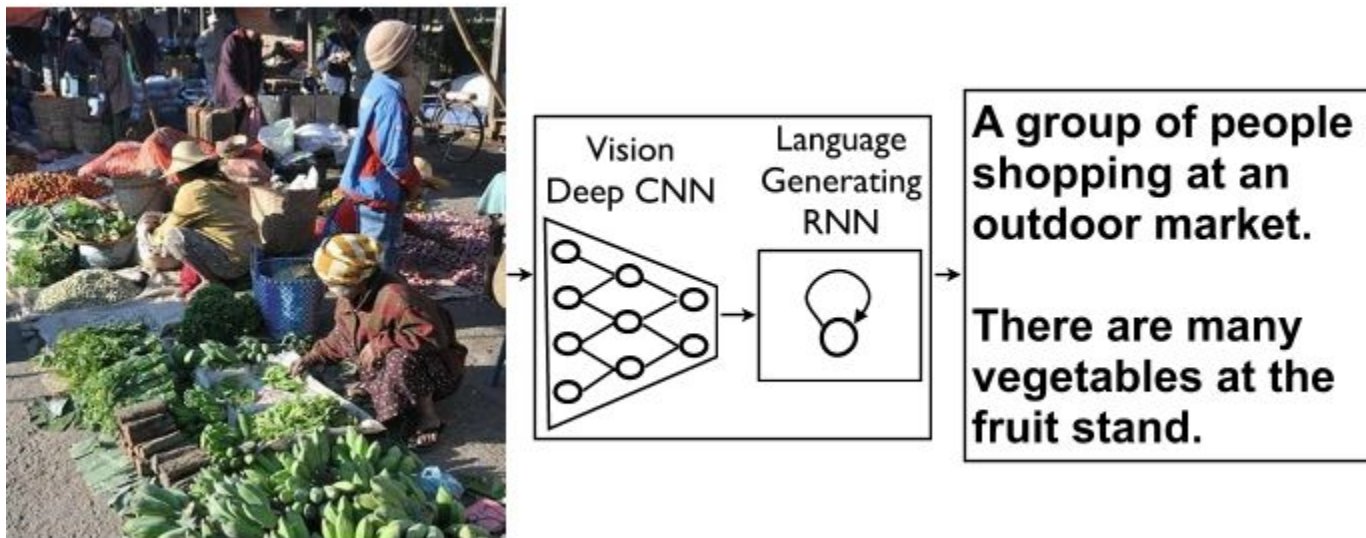 Vision
Deep CNN
Language
Generating
RNN
A group of people
shopping at an
outdoor market.
There are many
vegetables at the
fruit stand.